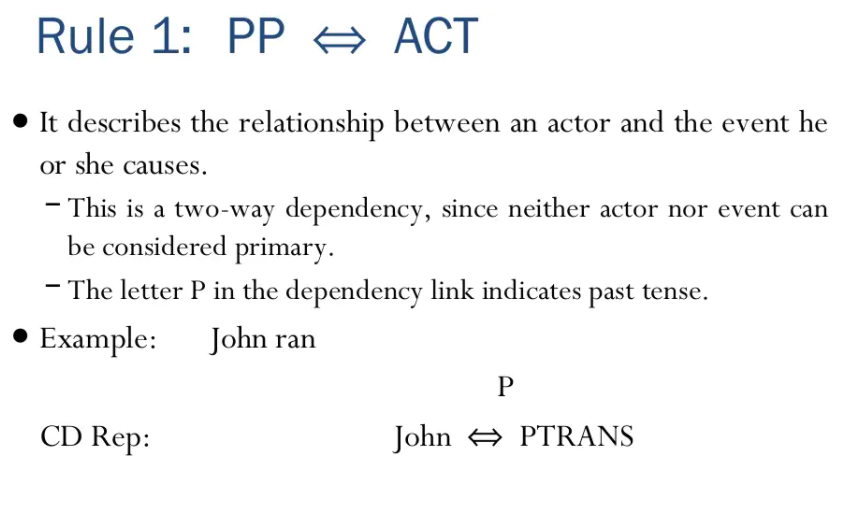 Rule 1: PP ⇔ ACT
● It describes the relationship between an actor and the event he
or she causes.
– This is a two-way dependency, since neither actor nor event can
be considered primary.
– The letter P in the dependency link indicates past tense.
● Example: John ran
P
CD Rep: John ⇔ PTRANS